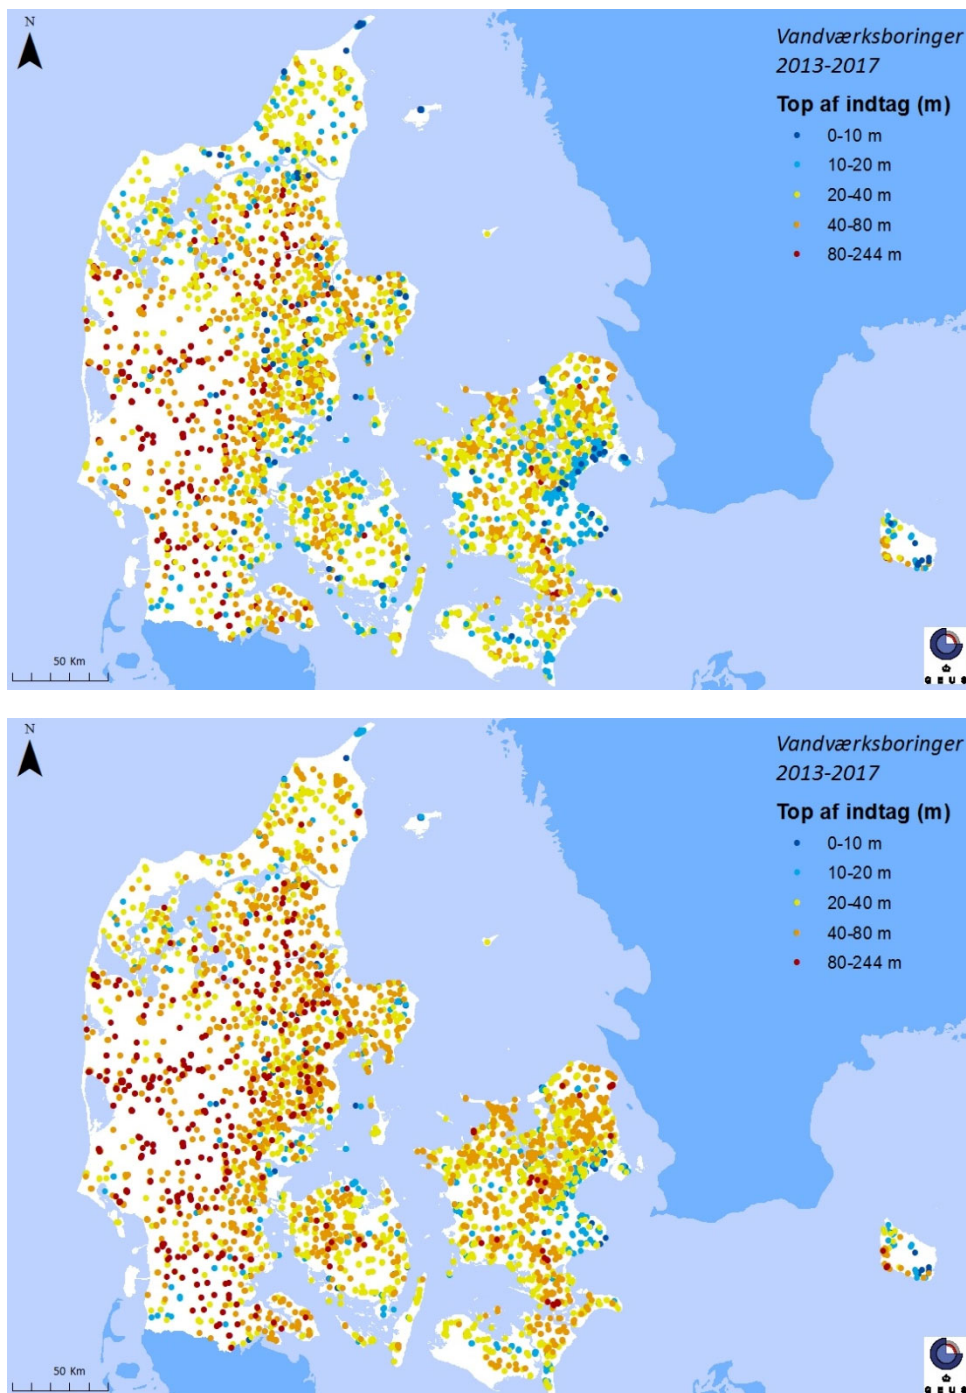 N
Vandværksboringer
2013-2017
Top af indtag (m)
0-10 m
10-20 m
20-40 m
40-80 m
80-244 m
50 Km
G E U S
N
Vandværksboringer
2013-2017
Top af indtag (m)
0-10 m
10-20 m
20-40 m
40-80 m
80-244 m
50 Km
G E U S